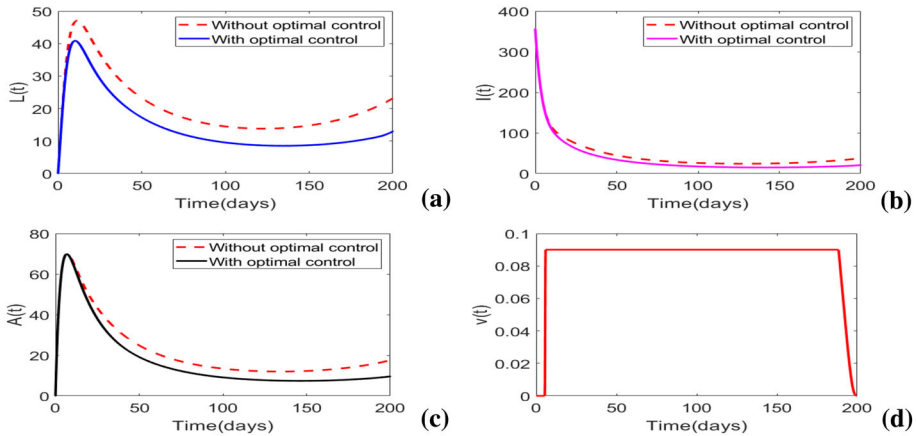 50
40
30
20
10
0
L(t)
Without optimal control
With optimal control
0 50 100 150 200
Time(days)
(a)
400
300
200
100
0
I(t)
Without optimal control
With optimal control
0 50 100 150 200
Time(days)
(b)
80
60
40
20
0
A(t)
Without optimal control
With optimal control
0 50 100 150 200
Time(days)
(c)
0.1
0.08
0.06
0.04
0.02
0
v(t)
0 50 100 150 200
Time(days)
(d)